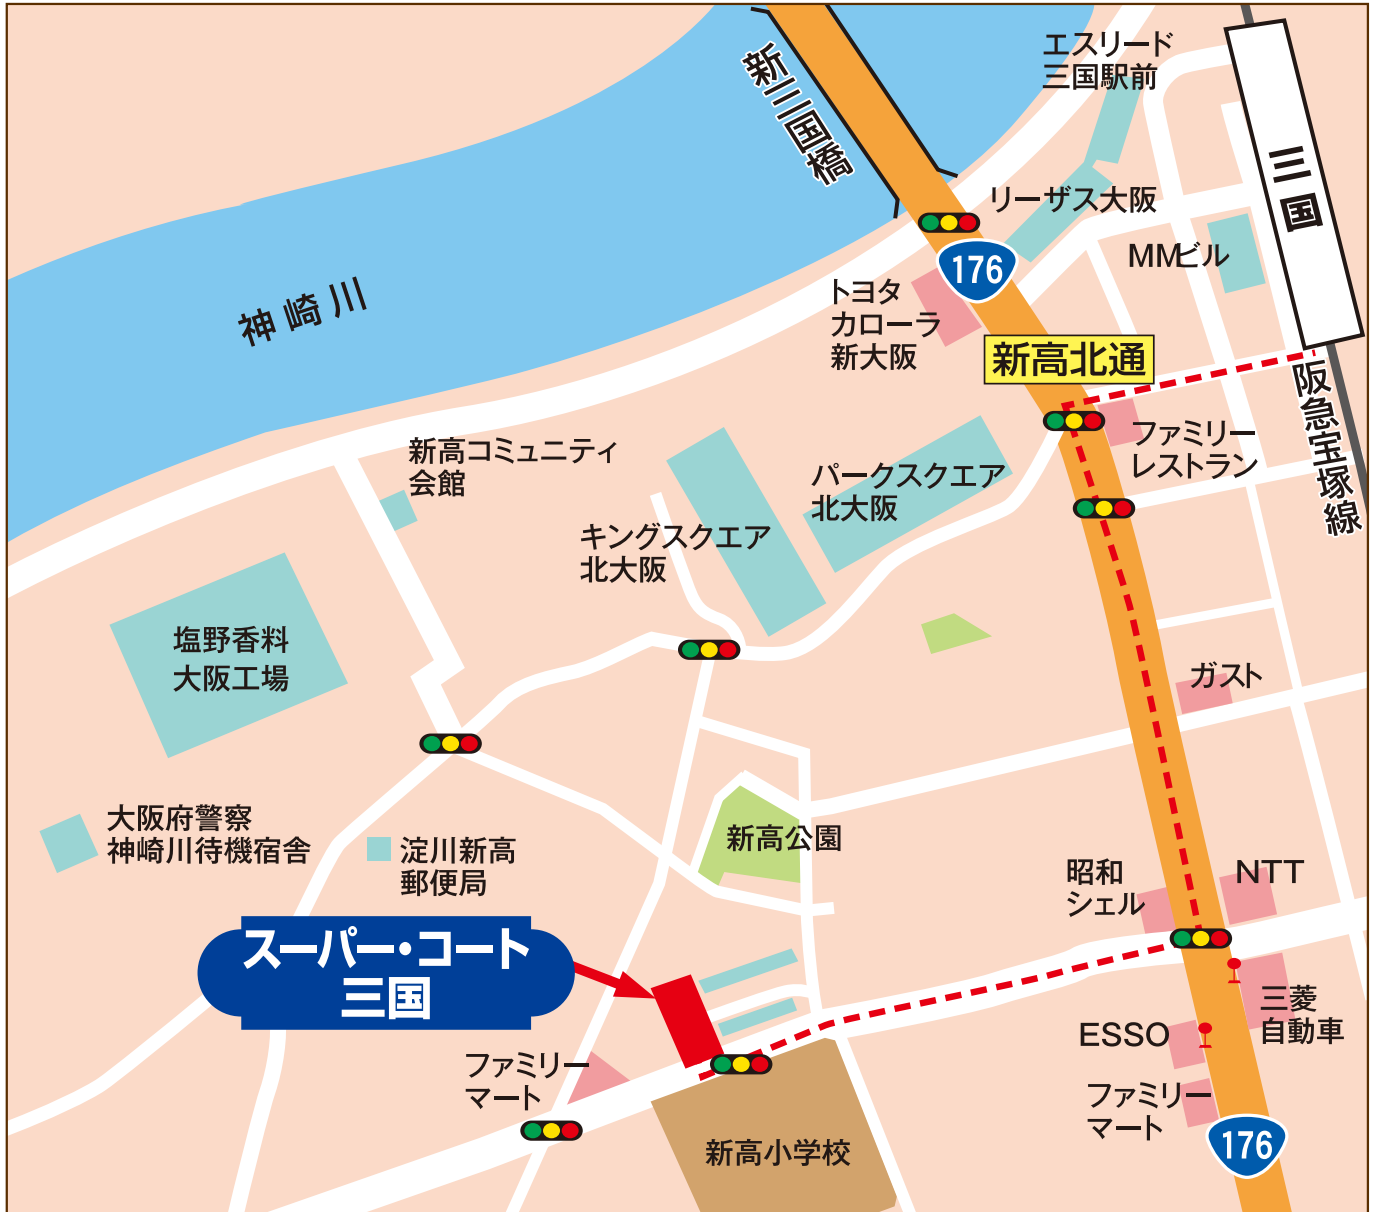 エスリード
三国駅前
新三国橋
三国
リーザス大阪
MMビル
176
神崎川
トヨタ
カローラ
新大阪
新高北通
阪急宝塚線
ファミリー
レストラン
新高コミュニティ
会館
パークスクエア
北大阪
キングスクエア
北大阪
塩野香料
大阪工場
ガスト
大阪府警察
神崎川待機宿舎
淀川新高
郵便局
新高公園
昭和
シェル
NTT
スーパー・コート
三国
三菱
自動車
ESSO
ファミリー
マート
ファミリー
マート
新高小学校
176